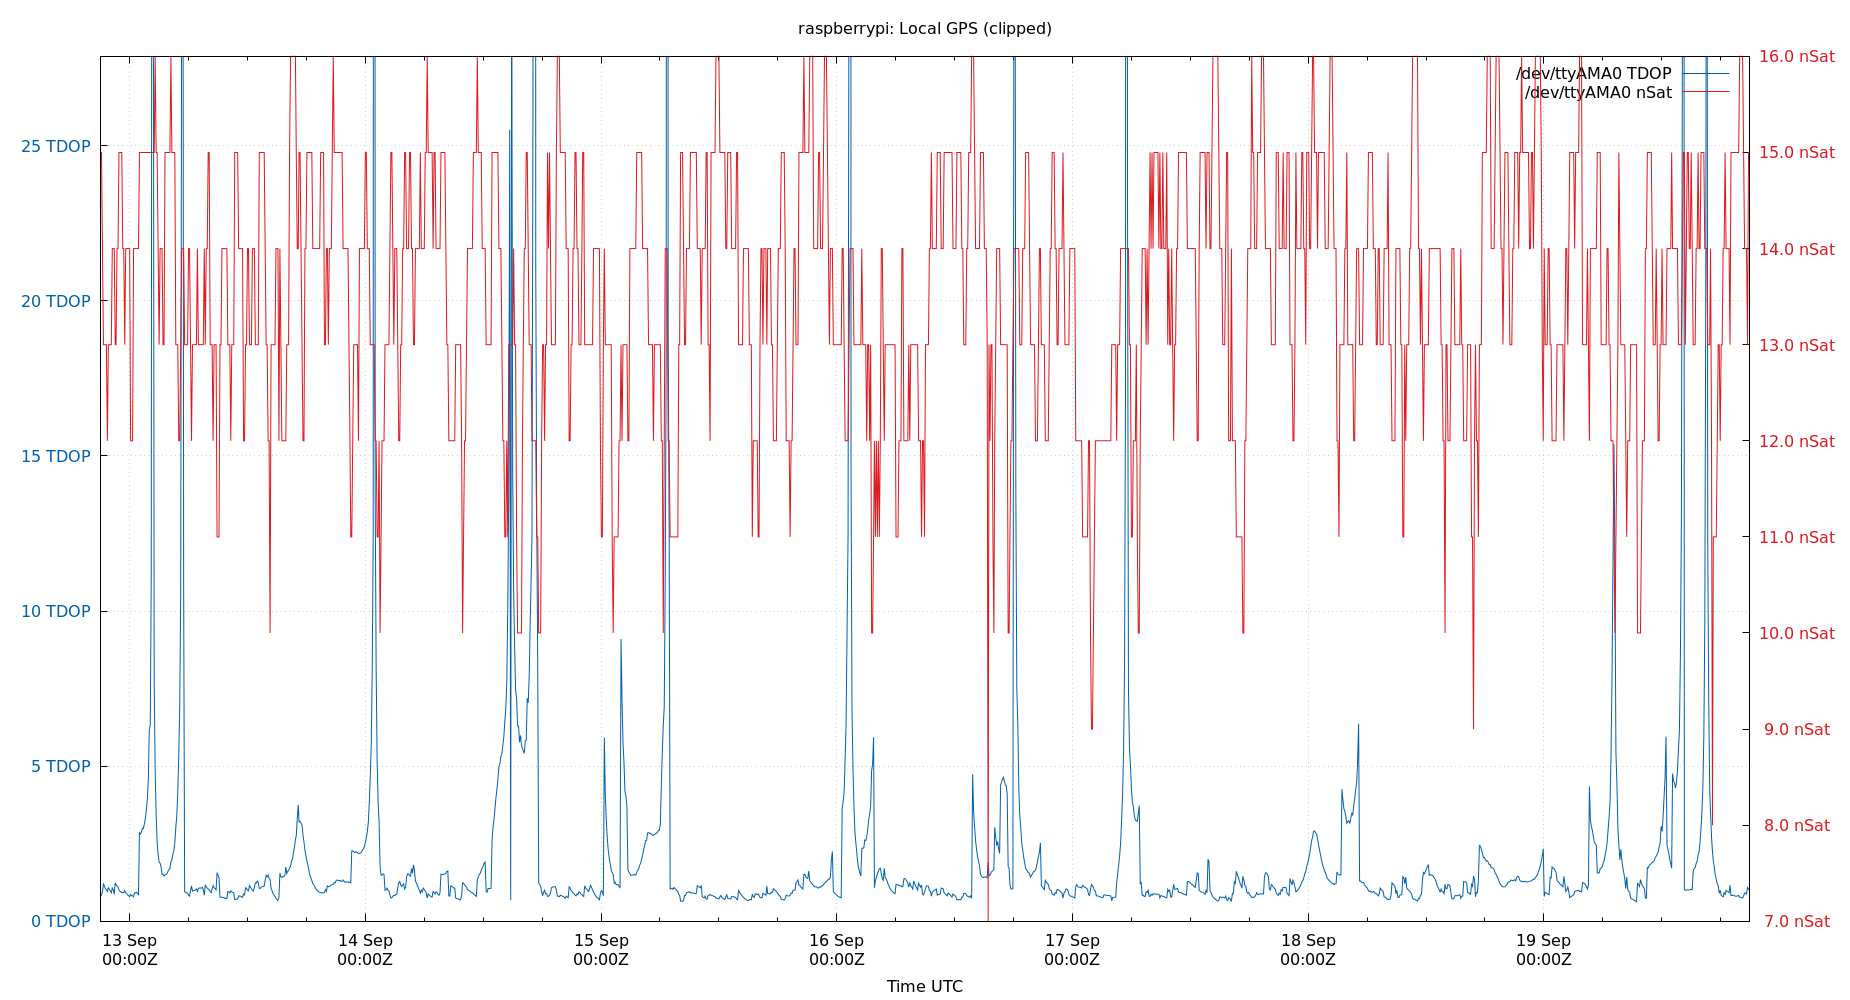 raspberrypi: Local GPS (clipped)
/dev/ttyAMA0 TDOP
/dev/ttyAMA0 nSat
25 TDOP
20 TDOP
15 TDOP
10 TDOP
5 TDOP
0 TDOP
16.0 nSat
15.0 nSat
14.0 nSat
13.0 nSat
12.0 nSat
11.0 nSat
10.0 nSat
9.0 nSat
8.0 nSat
7.0 nSat
13 Sep 14 Sep 15 Sep 16 Sep 17 Sep 18 Sep 19 Sep
00:00Z 00:00Z 00:00Z 00:00Z 00:00Z 00:00Z 00:00Z
Time UTC